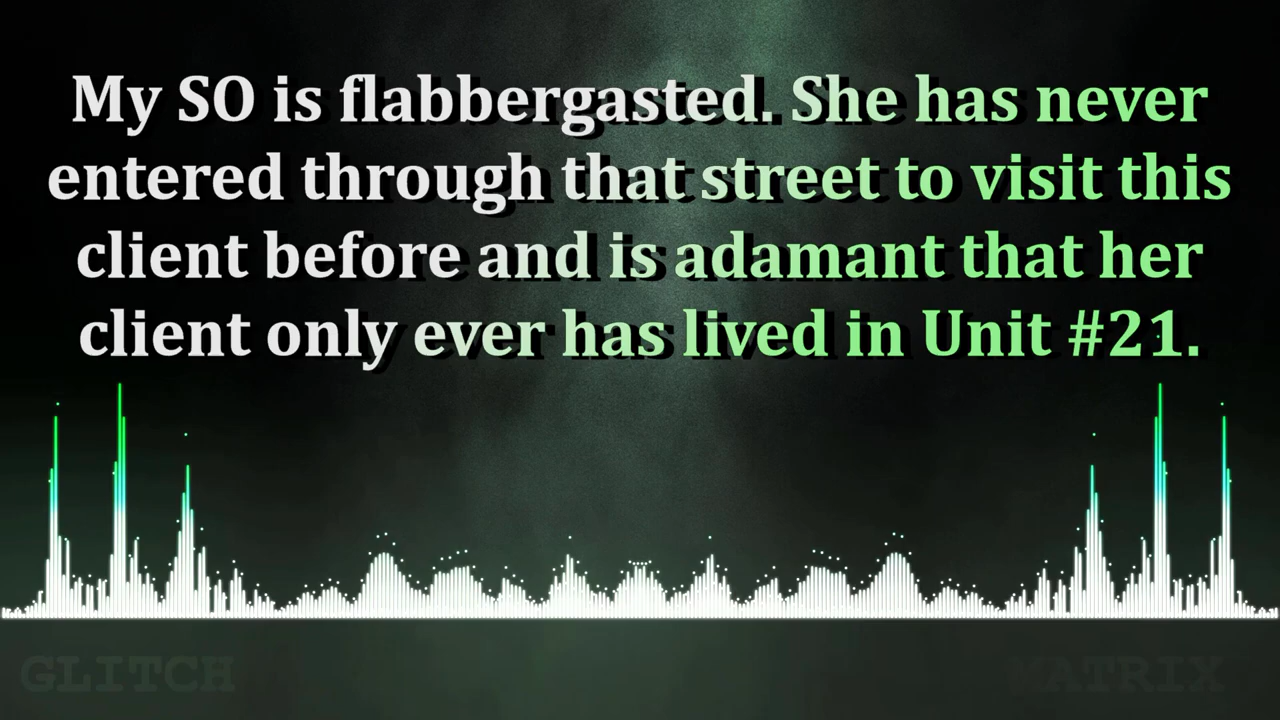 My SO is flabbergasted. She has never
entered through that street to visit this
client before and is adamant that her
client only ever has lived in Unit #21.
GLITCH
MATRIX